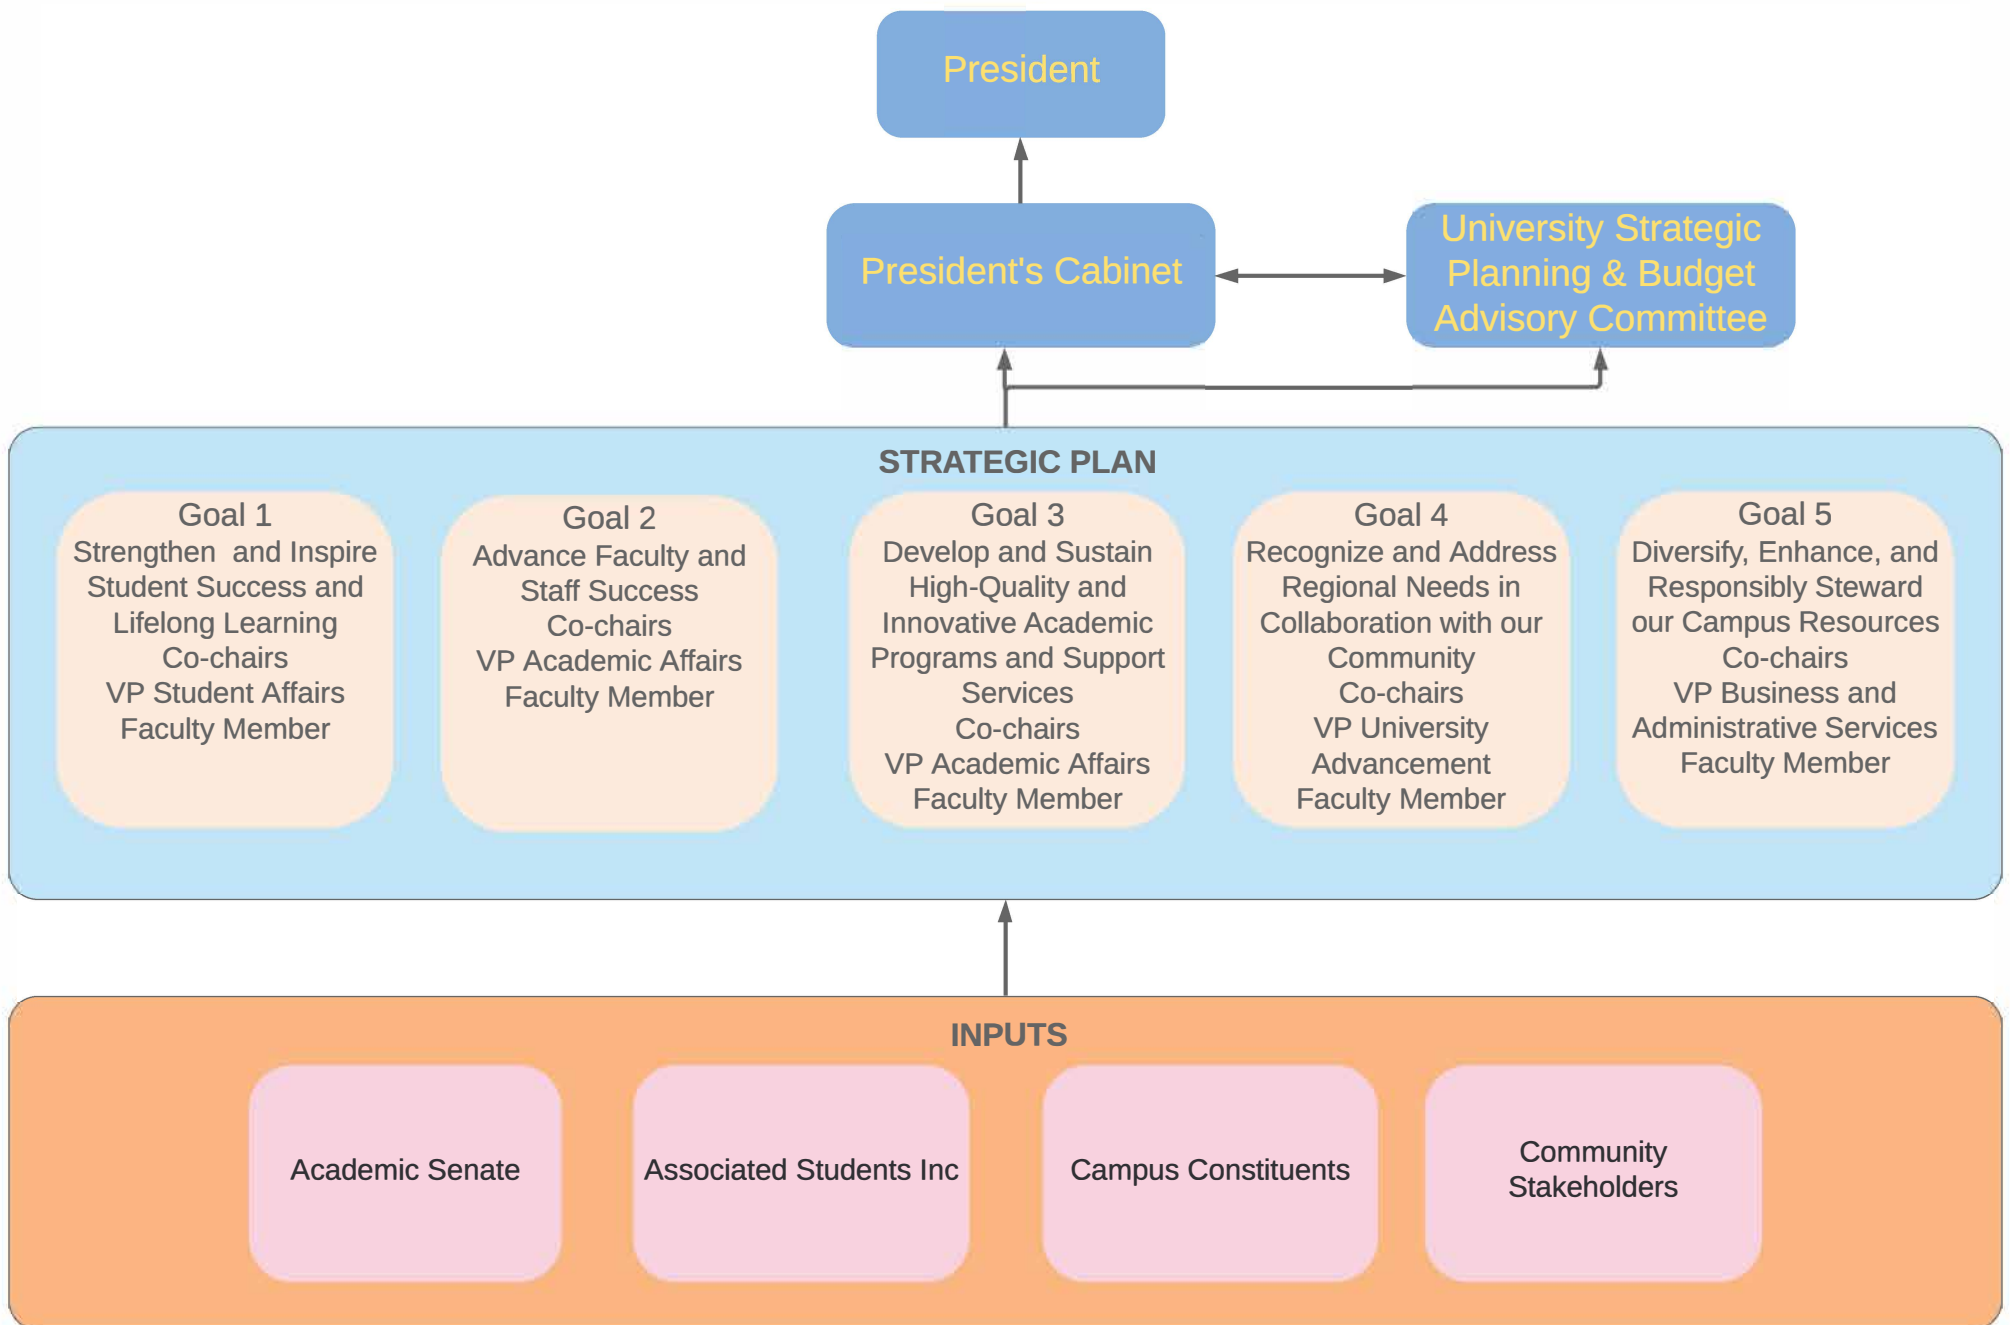 President
President's Cabinet
University Strategic
Planning & Budget
Advisory Committee
STRATEGIC PLAN
Goal 1
Strengthen  and Inspire
Student Success and
Lifelong Learning
Co-chairs
VP Student Affairs
Faculty Member
Goal 2
Advance Faculty and
Staff Success
Co-chairs
VP Academic Affairs
Faculty Member
Goal 3
Develop and Sustain
High-Quality and
Innovative Academic
Programs and Support
Services
Co-chairs
VP Academic Affairs
Faculty Member
Goal 4
Recognize and Address
Regional Needs in
Collaboration with our
Community
Co-chairs
VP University
Advancement
Faculty Member
Goal 5
Diversify, Enhance, and
Responsibly Steward
our Campus Resources
Co-chairs
VP Business and
Administrative Services
Faculty Member
INPUTS
Academic Senate
Associated Students Inc
Campus Constituents
Community
Stakeholders